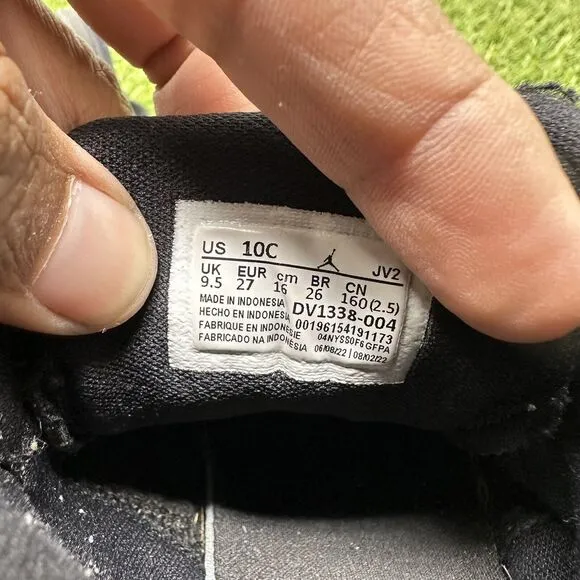 US 10C JV2
UK EUR cm BR CN
9.5 27 16 26 160(2.5)
MADE IN INDONESIA DV1338-004
HECHO EN INDONESIA 00196154191173
FABRIQUE EN INDONESIE 04NYSS0F6GFPA
FABRICADO NA INDONESIA 06/08/22 | 08/02/22